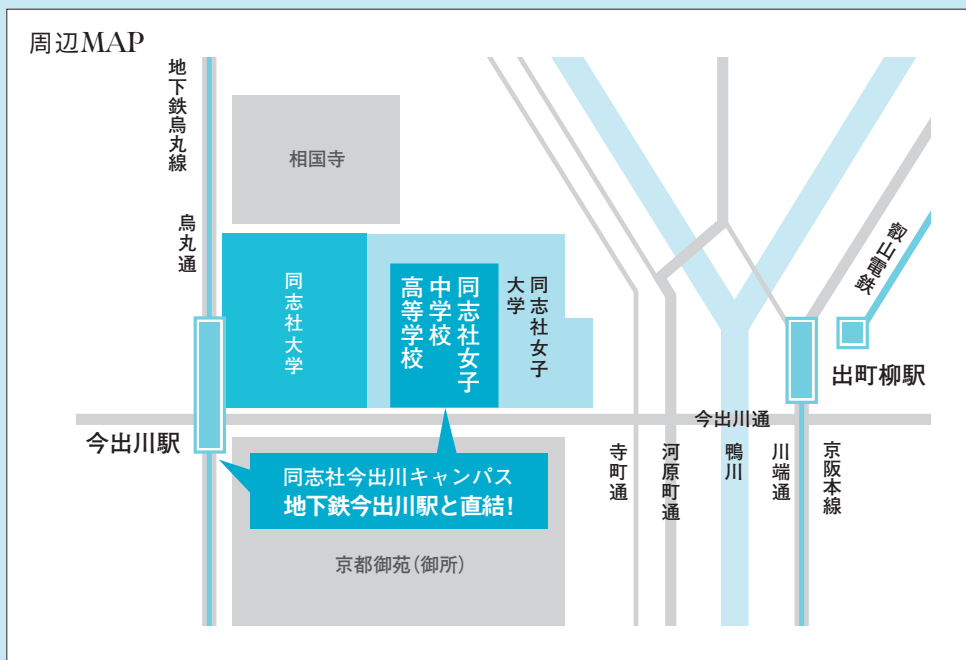 周辺MAP
地下鉄烏丸線
烏丸通
相国寺
同志社大学
同志社女子
中学校
高等学校
同志社女子
大学
叡山電鉄
出町柳駅
今出川駅
今出川通
同志社今出川キャンパス
地下鉄今出川駅と直結!
寺町通
河原町通
鴨川
川端通
京阪本線
京都御苑(御所)